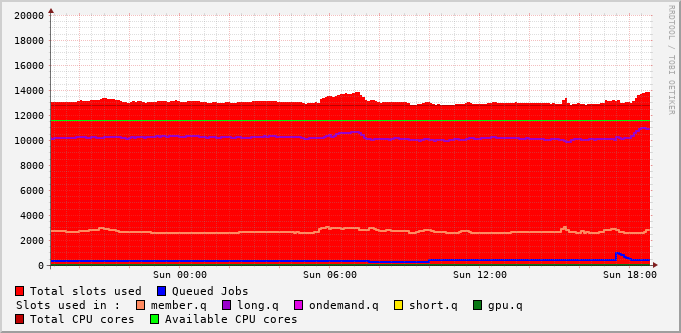 20000
18000
16000
14000
12000
10000
8000
6000
4000
2000
0
Sun 00:00 Sun 06:00 Sun 12:00 Sun 18:00
RRDTOOL / TOBI OETIKER
Total slots used Queued Jobs
Slots used in : member.q long.q ondemand.q short.q gpu.q
Total CPU cores Available CPU cores